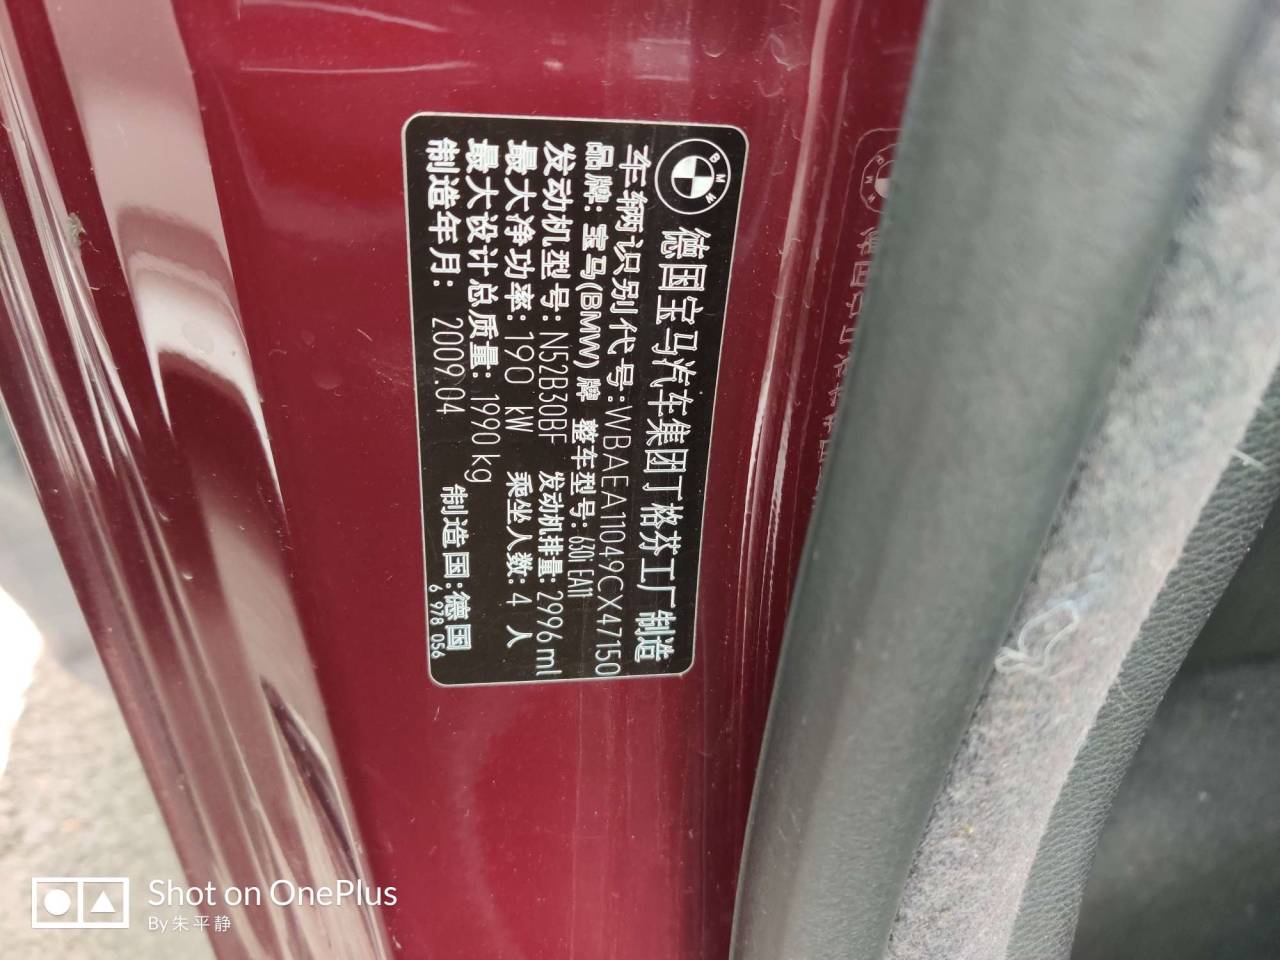 BMW
德国宝马汽车集团丁格芬工厂制造
车辆识别代号:WBAEA11049CX47150
品牌: 宝马(BMW) 牌 整车型号: 630i EA11
发动机型号: N52B30BF 发动机排量: 2996 ml
最大净功率: 190 kW 乘坐人数: 4 人
最大设计总质量: 1990 kg
制造年月: 2009.04 制造国: 德国
6 978 056
Shot on OnePlus
By 朱平静